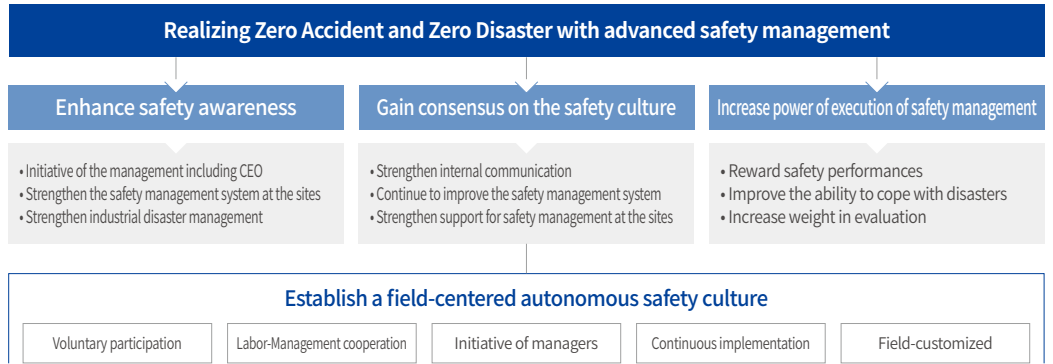 Realizing Zero Accident and Zero Disaster with advanced safety management
Enhance safety awareness
• Initiative of the management including CEO
• Strengthen the safety management system at the sites
• Strengthen industrial disaster management
Gain consensus on the safety culture
• Strengthen internal communication
• Continue to improve the safety management system
• Strengthen support for safety management at the sites
Increase power of execution of safety management
• Reward safety performances
• Improve the ability to cope with disasters
• Increase weight in evaluation
Establish a field-centered autonomous safety culture
Voluntary participation
Labor-Management cooperation
Initiative of managers
Continuous implementation
Field-customized